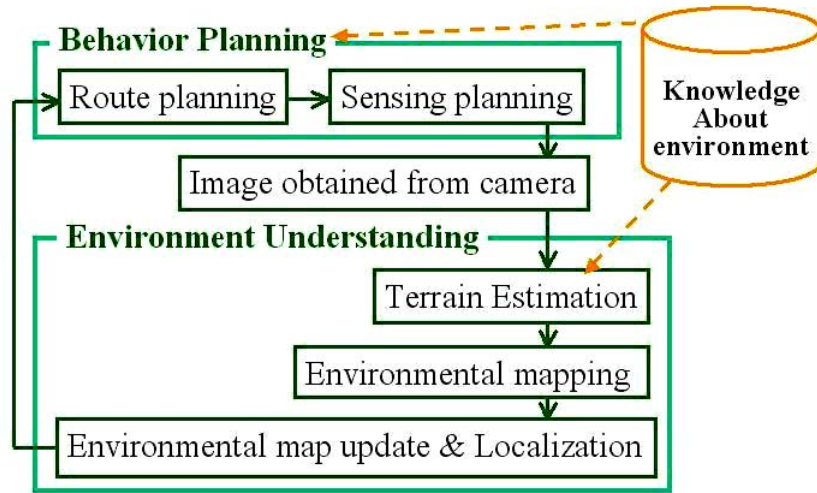 Behavior Planning
Route planning
Sensing planning
Knowledge
About
environment
Image obtained from camera
Environment Understanding
Terrain Estimation
Environmental mapping
Environmental map update & Localization